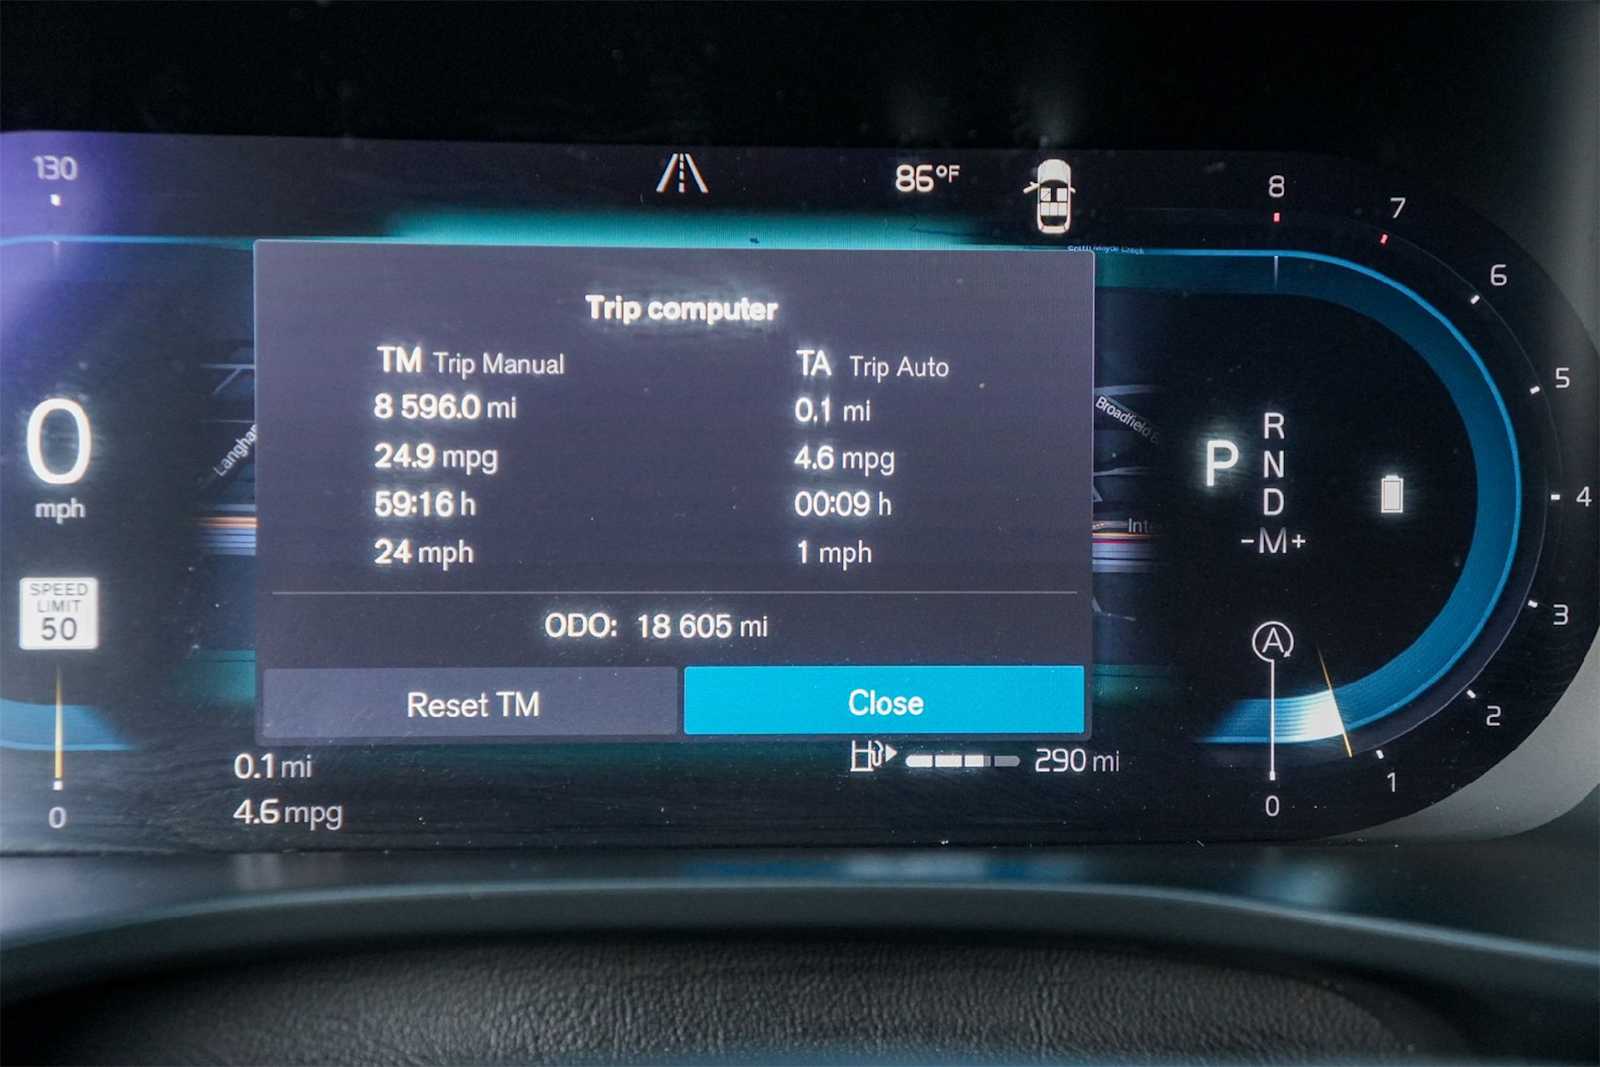 130
86°F
8
7
6
5
4
3
2
1
0
Trip computer
TM Trip Manual
8 596.0 mi
24.9 mpg
59:16 h
24 mph
TA Trip Auto
0.1 mi
4.6 mpg
00:09 h
1 mph
ODO: 18 605 mi
Reset TM
Close
0
mph
SPEED
LIMIT
50
0
Broadfield
P
R
N
D
-M+
A
0.1 mi
4.6 mpg
290 mi